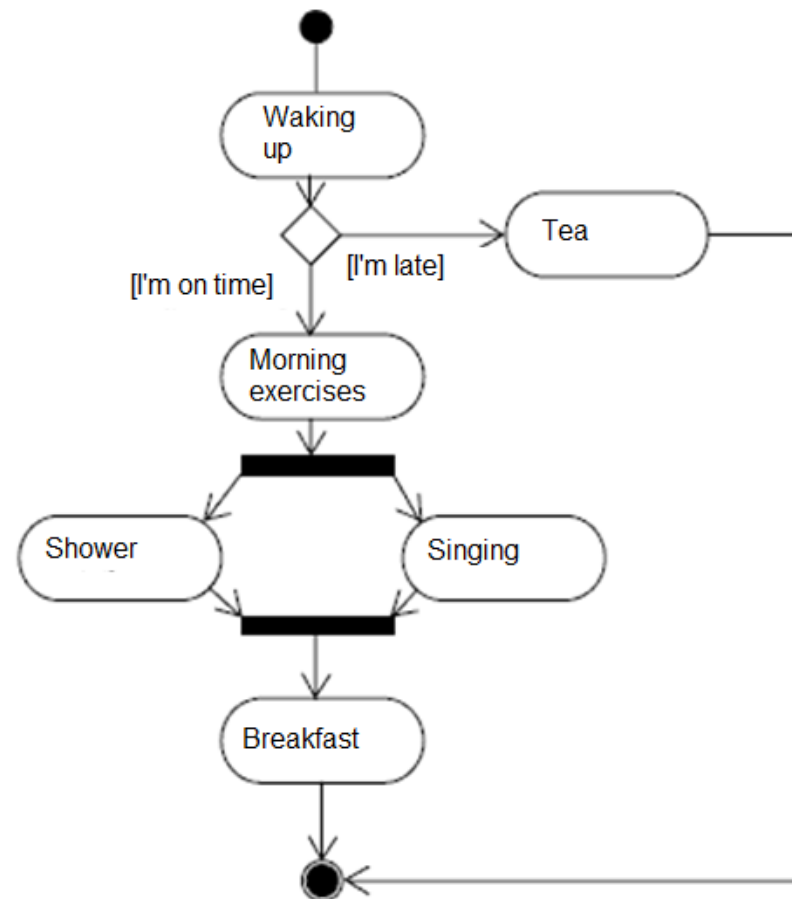 Waking
up
Tea
[I'm late]
[I'm on time]
Morning
exercises
Shower
Singing
Breakfast